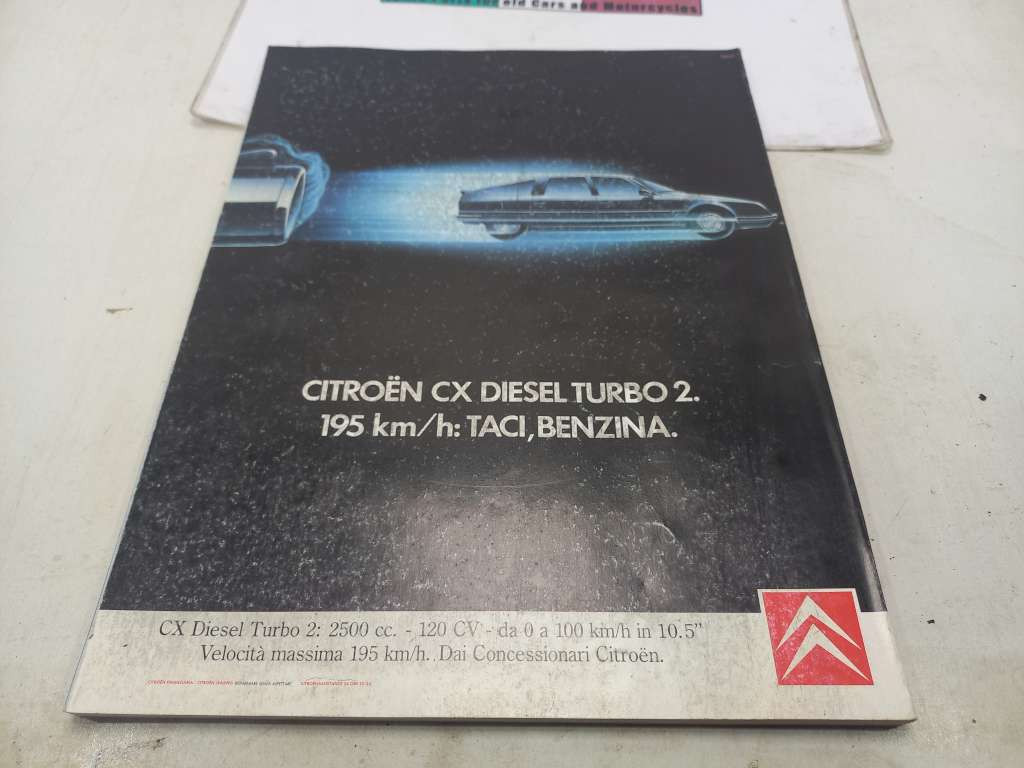 old Cars and Motorcycles
CITROËN CX DIESEL TURBO 2.
195 km/h: TACI, BENZINA.
CX Diesel Turbo 2: 2500 cc. - 120 CV - da 0 a 100 km/h in 10.5”
Velocità massima 195 km/h. Dai Concessionari Citroën.